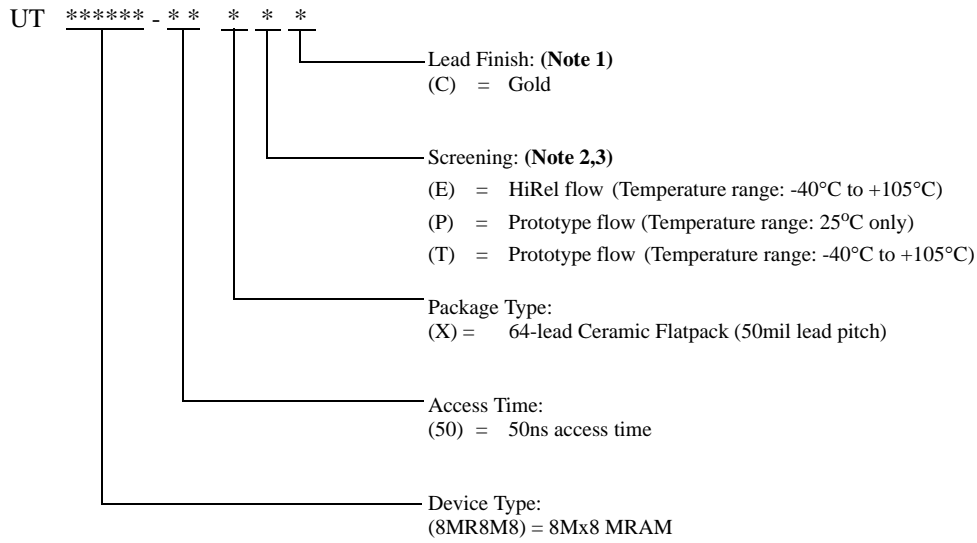 UT ****** - * * * * *
Lead Finish: (Note 1)
(C) = Gold
Screening: (Note 2,3)
(E) = HiRel flow (Temperature range: -40°C to +105°C)
(P) = Prototype flow (Temperature range: 25°C only)
(T) = Prototype flow (Temperature range: -40°C to +105°C)
Package Type:
(X) = 64-lead Ceramic Flatpack (50mil lead pitch)
Access Time:
(50) = 50ns access time
Device Type:
(8MR8M8) = 8Mx8 MRAM